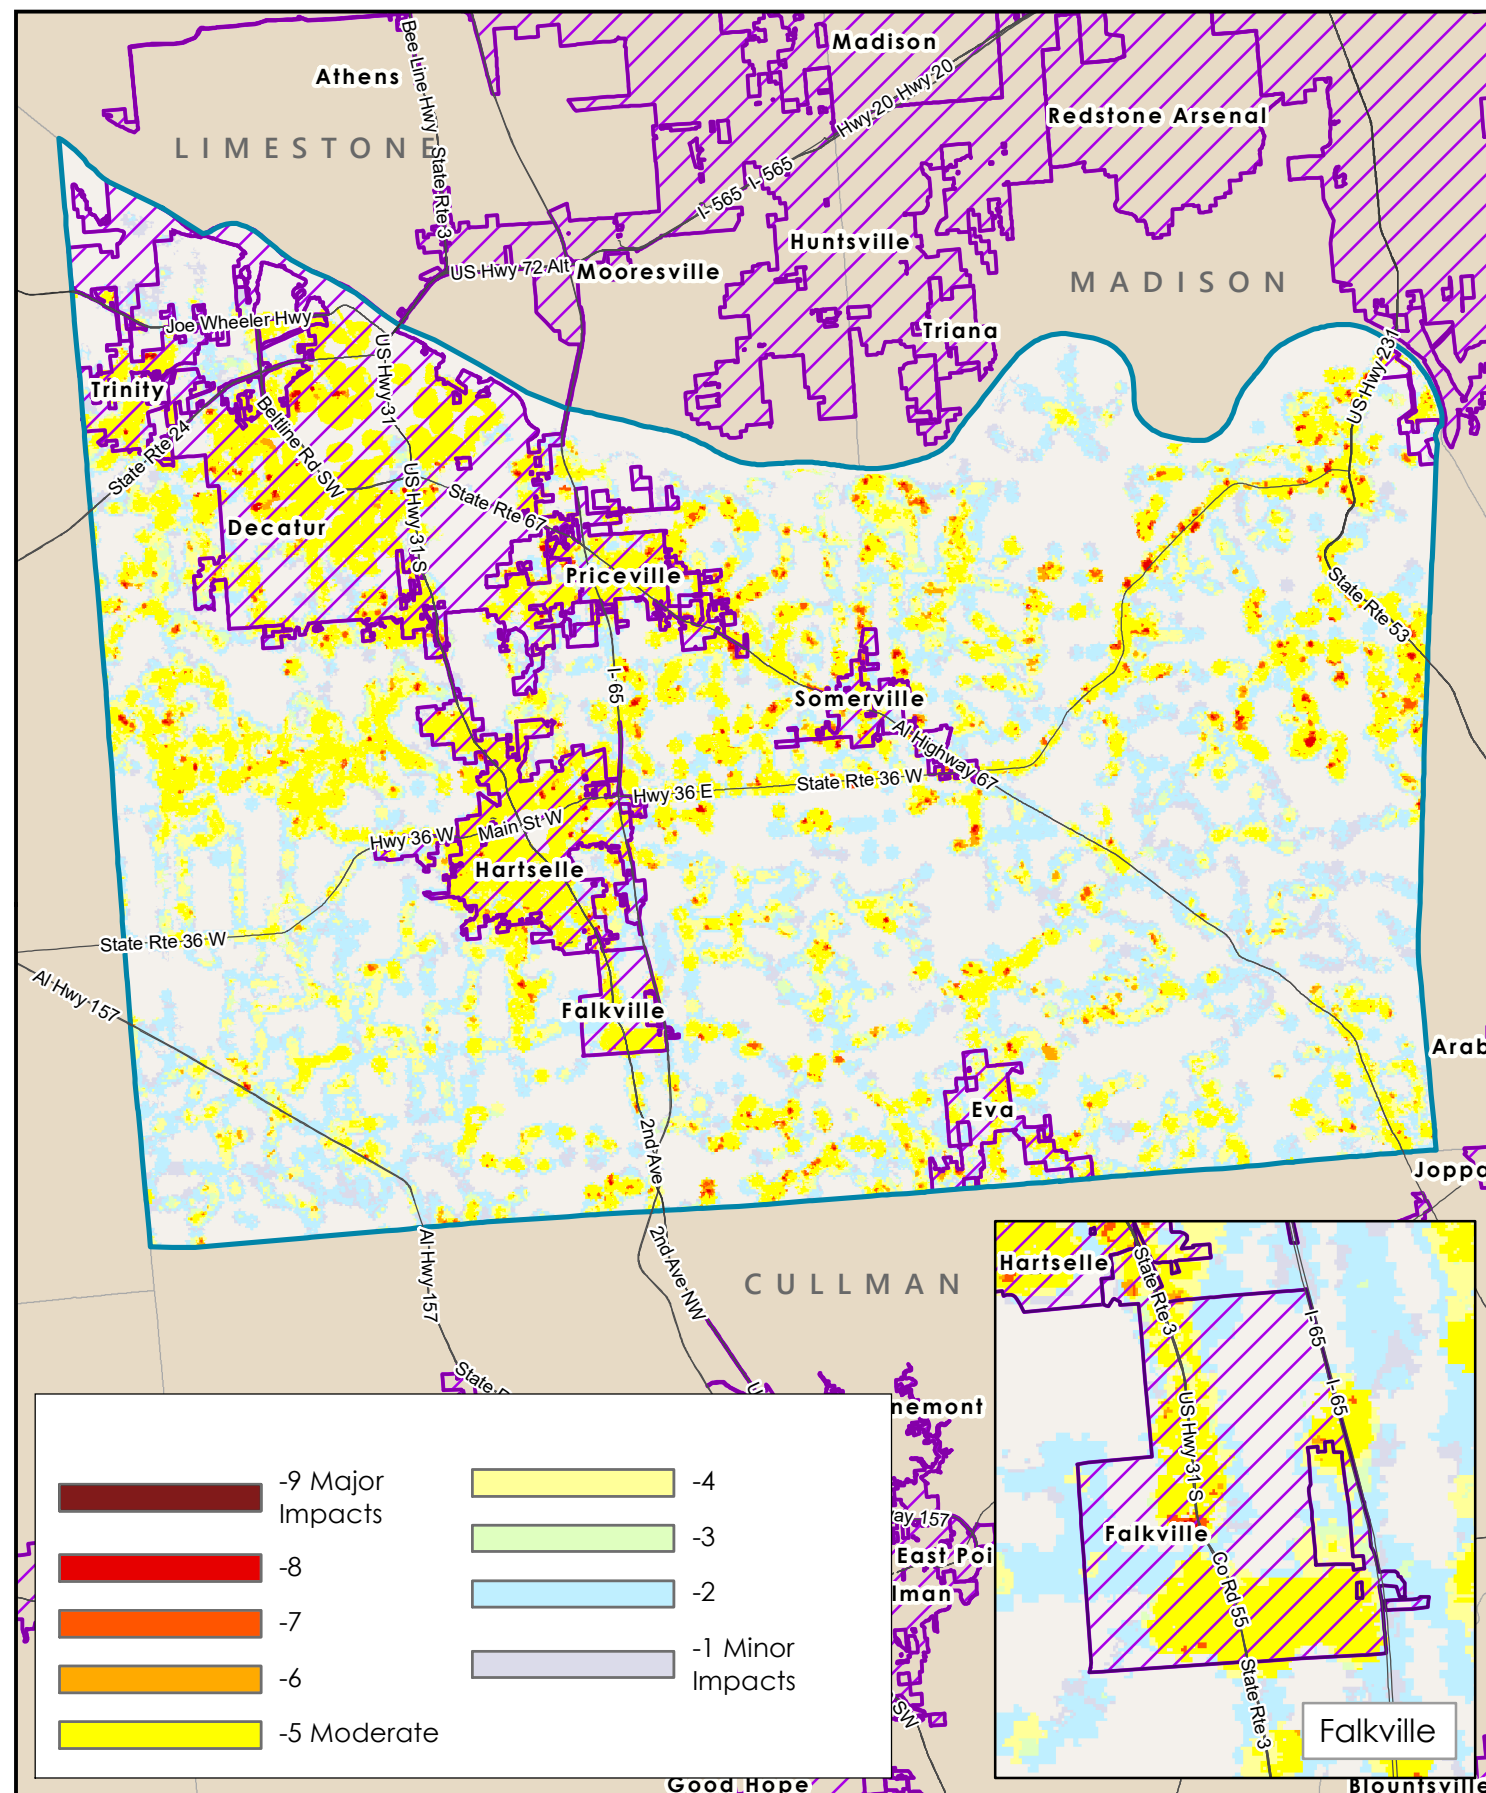 Madison
Athens
Bee Line Hwy
State Rte 3
Hwy 20
Hwy 20
Redstone Arsenal
LIMESTONE
I-565
I-565
Huntsville
US Hwy 72 Alt
Mooresville
MADISON
Joe Wheeler Hwy
Triana
US Hwy 31
US Hwy 231
Trinity
State Rte 24
Beltline Rd SW
US Hwy 31 S
State Rte 67
Decatur
Priceville
State Rte 53
I-65
Somerville
Al Highway 67
Hwy 36 E
State Rte 36 W
Hwy 36 W
Main St W
Hartselle
State Rte 36 W
Al Hwy 157
Falkville
Arab
Eva
2nd Ave
Joppa
Al Hwy 157
2nd Ave NW
CULLMAN
Hartselle
State Rte 3
I-65
I-65
US Hwy 31 S
Falkville
Co Rd 55
State Rte 3
Falkville
State R
U
nemont
ay 157
East Poi
lman
SW
Good Hope
Blountsville
-9 Major
Impacts
-8
-7
-6
-5 Moderate
-4
-3
-2
-1 Minor
Impacts